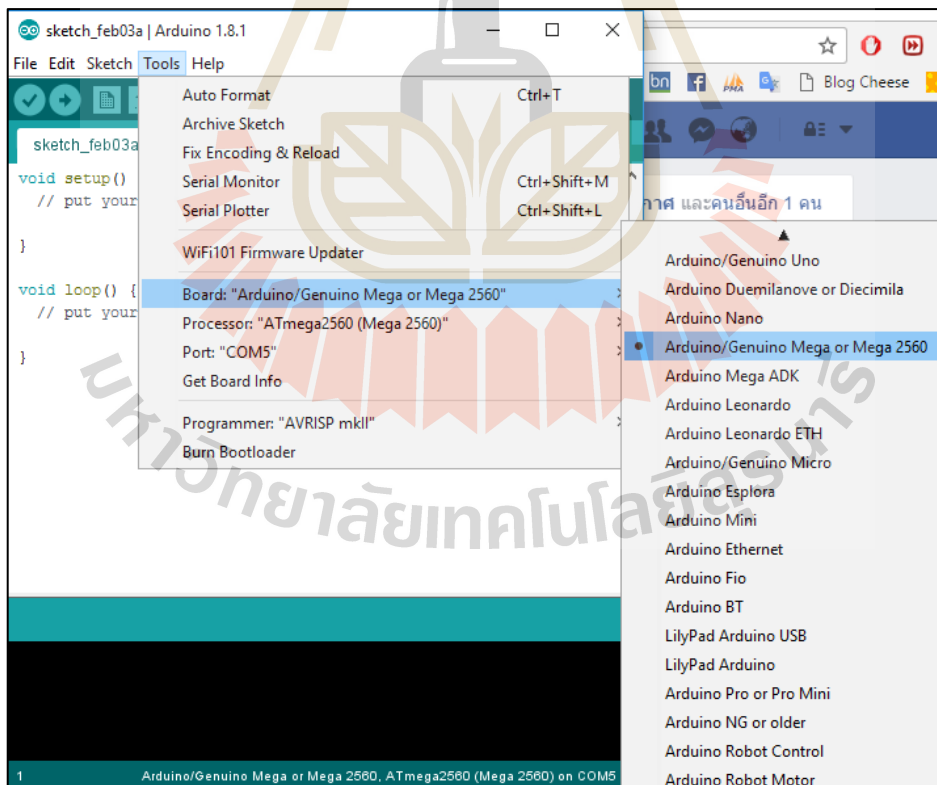 sketch_feb03a | Arduino 1.8.1
File Edit Sketch Tools Help
sketch_feb03a
void setup()
// put your
}
void loop() {
// put your
}
Auto Format Ctrl+T
Archive Sketch
Fix Encoding & Reload
Serial Monitor Ctrl+Shift+M
Serial Plotter Ctrl+Shift+L
WiFi101 Firmware Updater
Board: "Arduino/Genuino Mega or Mega 2560"
Processor: "ATmega2560 (Mega 2560)"
Port: "COM5"
Get Board Info
Programmer: "AVRISP mkII"
Burn Bootloader
bn
PMA
Blog Cheese
กาศ และคนอื่นอีก 1 คน
Arduino/Genuino Uno
Arduino Duemilanove or Diecimila
Arduino Nano
Arduino/Genuino Mega or Mega 2560
Arduino Mega ADK
Arduino Leonardo
Arduino Leonardo ETH
Arduino/Genuino Micro
Arduino Esplora
Arduino Mini
Arduino Ethernet
Arduino Fio
Arduino BT
LilyPad Arduino USB
LilyPad Arduino
Arduino Pro or Pro Mini
Arduino NG or older
Arduino Robot Control
Arduino Robot Motor
มหาวิทยาลัยเทคโนโลยีสุรนารี
1 Arduino/Genuino Mega or Mega 2560, ATmega2560 (Mega 2560) on COM5